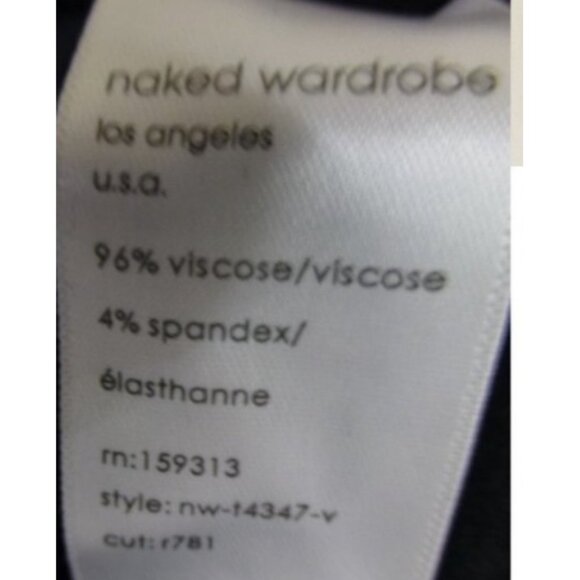 naked wardrobe
los angeles
u.s.a.
96% viscose/viscose
4% spandex/
élasthanne
rn:159313
style: nw-t4347-v
cut: r781